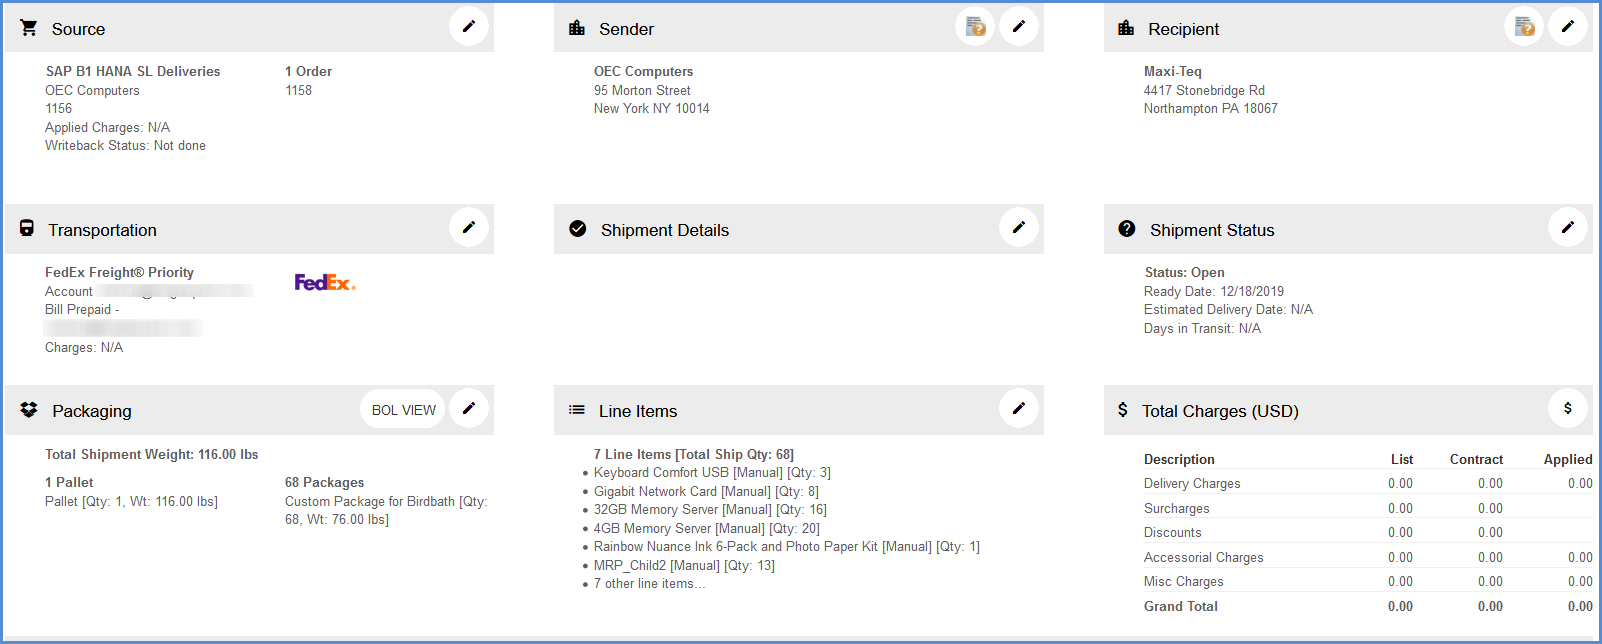 Source
SAP B1 HANA SL Deliveries
OEC Computers
1156
Applied Charges: N/A
Writeback Status: Not done
1 Order
1158
Sender
OEC Computers
95 Morton Street
New York NY 10014
Recipient
Maxi-Teq
4417 Stonebridge Rd
Northampton PA 18067
Transportation
FedEx Freight® Priority
Account
Bill Prepaid -
Charges: N/A
FedEx®
Shipment Details
Shipment Status
Status: Open
Ready Date: 12/18/2019
Estimated Delivery Date: N/A
Days in Transit: N/A
Packaging
BOL VIEW
Total Shipment Weight: 116.00 lbs
1 Pallet
Pallet [Qty: 1, Wt: 116.00 lbs]
68 Packages
Custom Package for Birdbath [Qty:
68, Wt: 76.00 lbs]
Line Items
7 Line Items [Total Ship Qty: 68]
• Keyboard Comfort USB [Manual] [Qty: 3]
• Gigabit Network Card [Manual] [Qty: 8]
• 32GB Memory Server [Manual] [Qty: 16]
• 4GB Memory Server [Manual] [Qty: 20]
• Rainbow Nuance Ink 6-Pack and Photo Paper Kit [Manual] [Qty: 1]
• MRP_Child2 [Manual] [Qty: 13]
• 7 other line items...
$ Total Charges (USD) $
Description List Contract Applied
Delivery Charges 0.00 0.00 0.00
Surcharges 0.00 0.00
Discounts 0.00 0.00
Accessorial Charges 0.00 0.00 0.00
Misc Charges 0.00 0.00 0.00
Grand Total 0.00 0.00 0.00